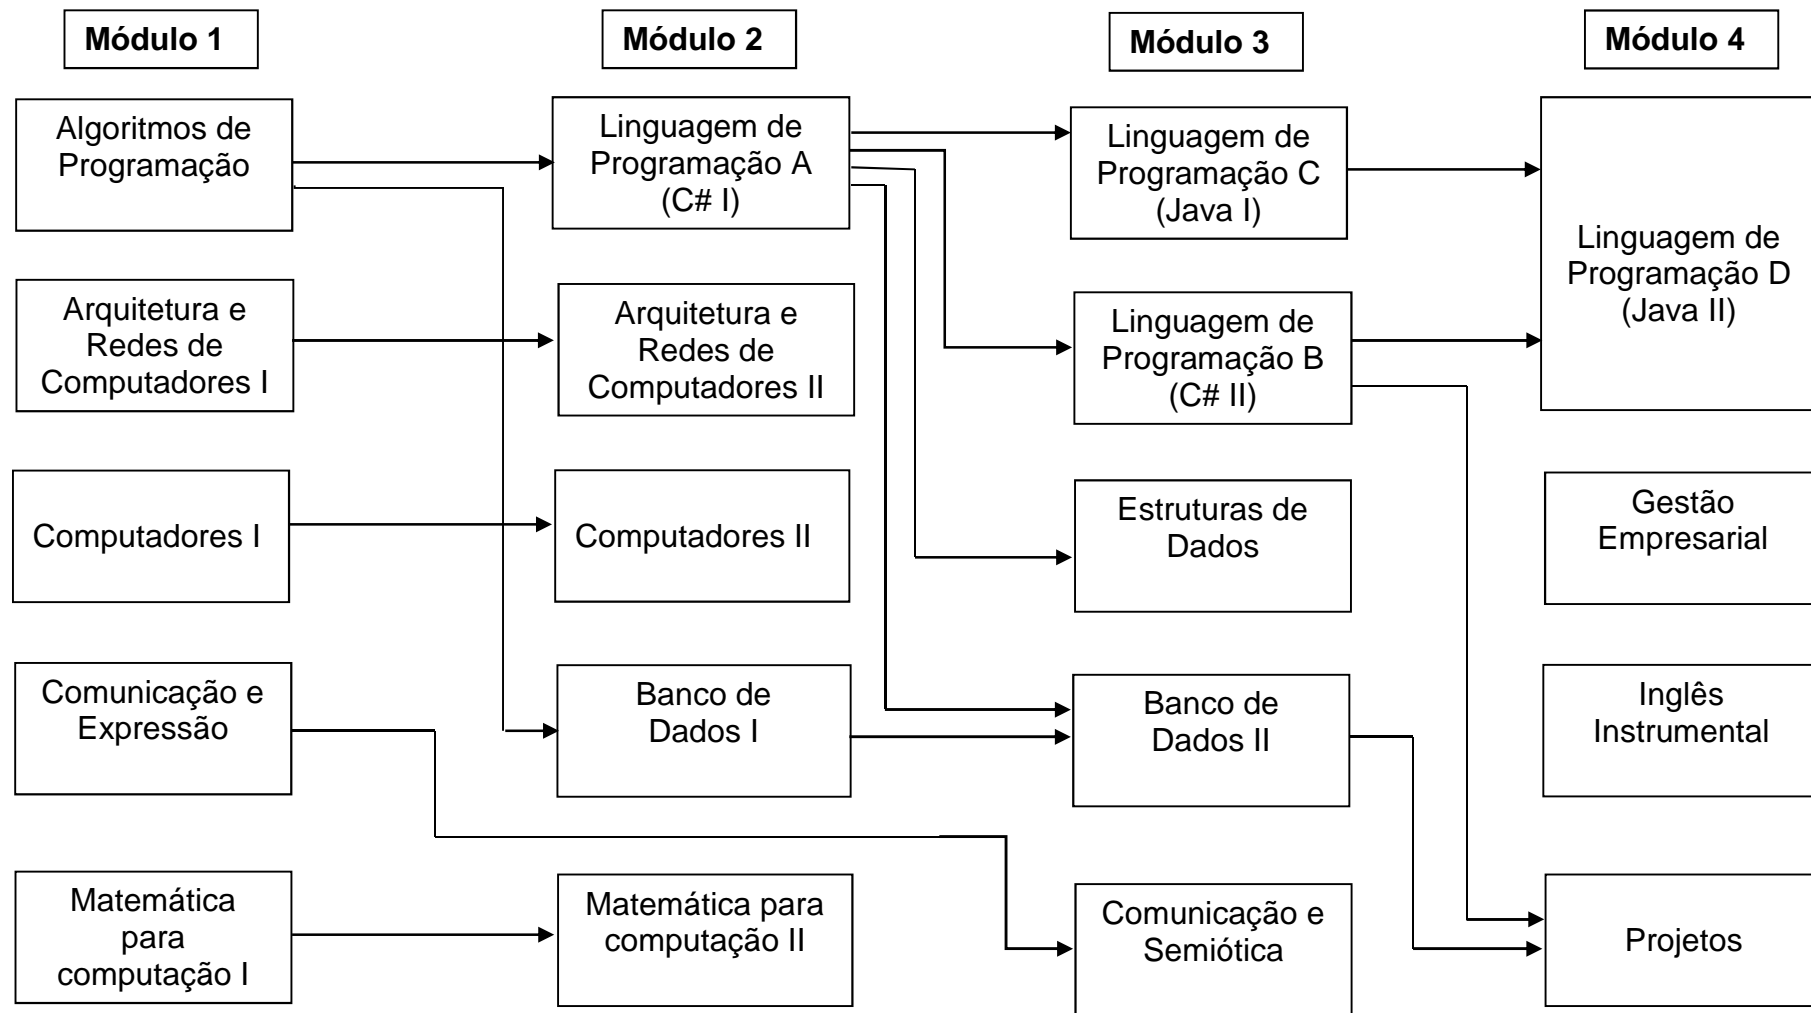 Módulo 1
Módulo 2
Módulo 3
Módulo 4
Algoritmos de
Programação
Linguagem de
Programação A
(C# I)
Linguagem de
Programação C
(Java I)
Linguagem de
Programação D
(Java II)
Arquitetura e
Redes de
Computadores I
Arquitetura e
Redes de
Computadores II
Linguagem de
Programação B
(C# II)
Computadores I
Computadores II
Estruturas de
Dados
Gestão
Empresarial
Comunicação e
Expressão
Banco de
Dados I
Banco de
Dados II
Inglês
Instrumental
Matemática
para
computação I
Matemática para
computação II
Comunicação e
Semiótica
Projetos